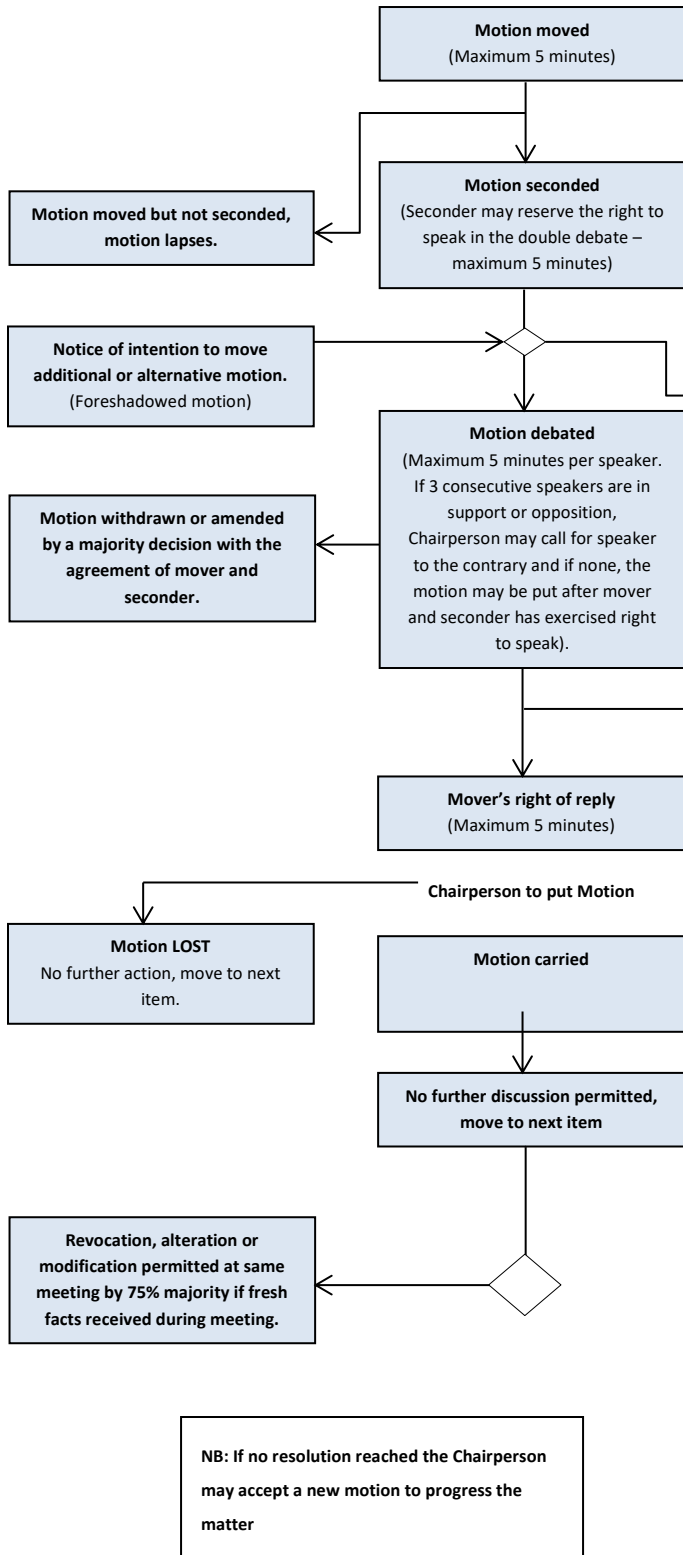 Motion moved
(Maximum 5 minutes)
Motion seconded
(Seconder may reserve the right to
speak in the double debate –
maximum 5 minutes)
Motion moved but not seconded,
motion lapses.
Notice of intention to move
additional or alternative motion.
(Foreshadowed motion)
Motion debated
(Maximum 5 minutes per speaker.
If 3 consecutive speakers are in
support or opposition,
Chairperson may call for speaker
to the contrary and if none, the
motion may be put after mover
and seconder has exercised right
to speak).
Motion withdrawn or amended
by a majority decision with the
agreement of mover and
seconder.
Mover’s right of reply
(Maximum 5 minutes)
Chairperson to put Motion
Motion LOST
No further action, move to next
item.
Motion carried
No further discussion permitted,
move to next item
Revocation, alteration or
modification permitted at same
meeting by 75% majority if fresh
facts received during meeting.
NB: If no resolution reached the Chairperson
may accept a new motion to progress the
matter